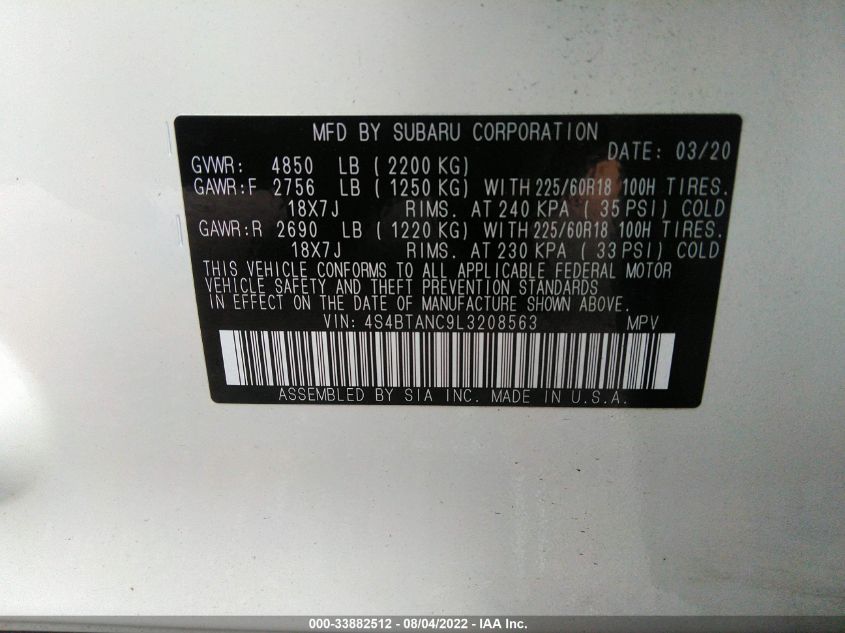 MFD BY SUBARU CORPORATION
DATE: 03/20
GVWR: 4850 LB ( 2200 KG)
GAWR:F 2756 LB ( 1250 KG) WITH 225/60R18 100H TIRES.
18X7J RIMS. AT 240 KPA ( 35 PSI) COLD
GAWR:R 2690 LB ( 1220 KG) WITH 225/60R18 100H TIRES.
18X7J RIMS. AT 230 KPA ( 33 PSI) COLD
THIS VEHICLE CONFORMS TO ALL APPLICABLE FEDERAL MOTOR
VEHICLE SAFETY AND THEFT PREVENTION STANDARDS
IN EFFECT ON THE DATE OF MANUFACTURE SHOWN ABOVE.
VIN: 4S4BTANC9L3208563 MPV
ASSEMBLED BY SIA INC. MADE IN U.S.A.
000-33882512 - 08/04/2022 - IAA Inc.